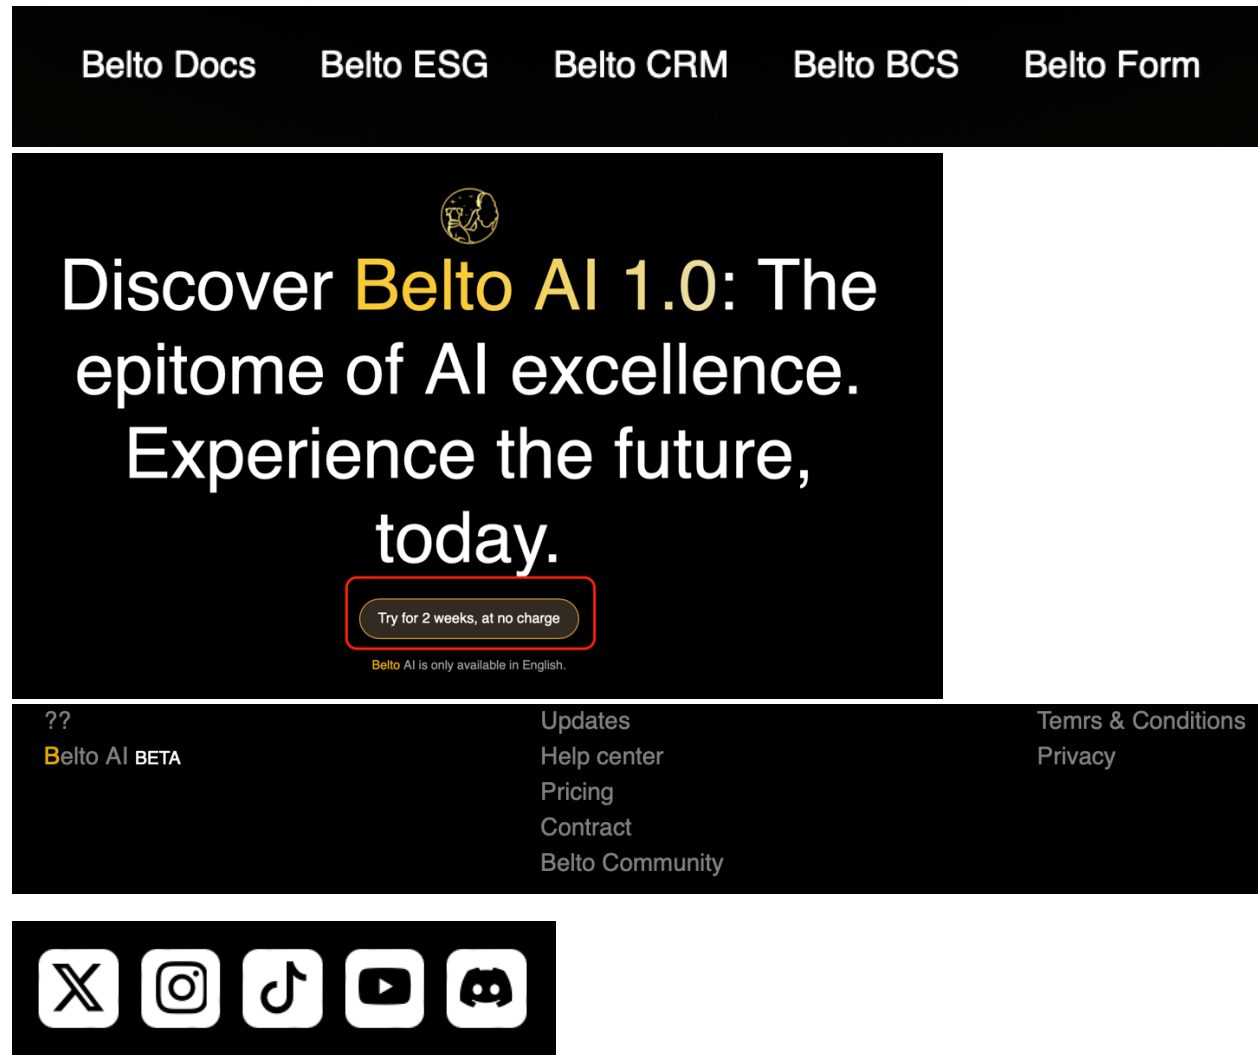 Belto Docs Belto ESG Belto CRM Belto BCS Belto Form
Discover Belto AI 1.0: The
epitome of AI excellence.
Experience the future,
today.
Try for 2 weeks, at no charge
Belto AI is only available in English.
??
Belto AI BETA
Updates
Help center
Pricing
Contract
Belto Community
Temrs & Conditions
Privacy